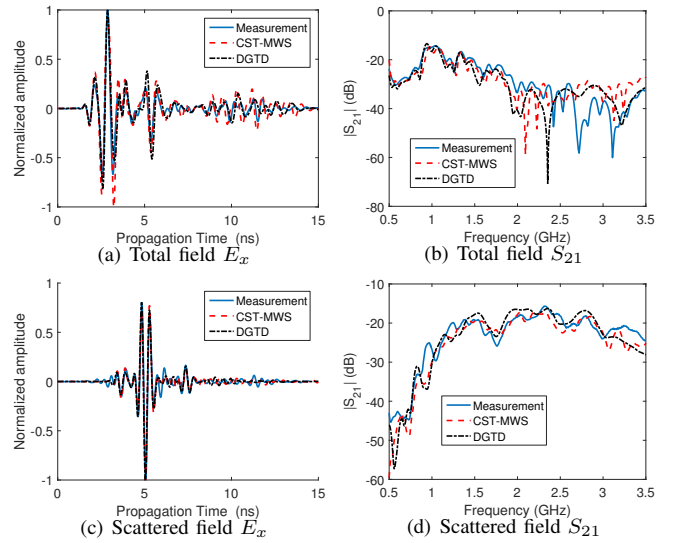 Normalized amplitude
1
0.5
0
-0.5
-1
0
5
10
15
Propagation Time (ns)
Measurement
CST-MWS
DGTD
(a) Total field E_x
|S_21| (dB)
-20
-40
-60
-80
0.5
1
1.5
2
2.5
3
3.5
Frequency (GHz)
Measurement
CST-MWS
DGTD
(b) Total field S_21
Normalized amplitude
1
0.5
0
-0.5
-1
0
5
10
15
Propagation Time (ns)
Measurement
CST-MWS
DGTD
(c) Scattered field E_x
|S_21| (dB)
-10
-20
-30
-40
-50
-60
0.5
1
1.5
2
2.5
3
3.5
Frequency (GHz)
Measurement
CST-MWS
DGTD
(d) Scattered field S_21